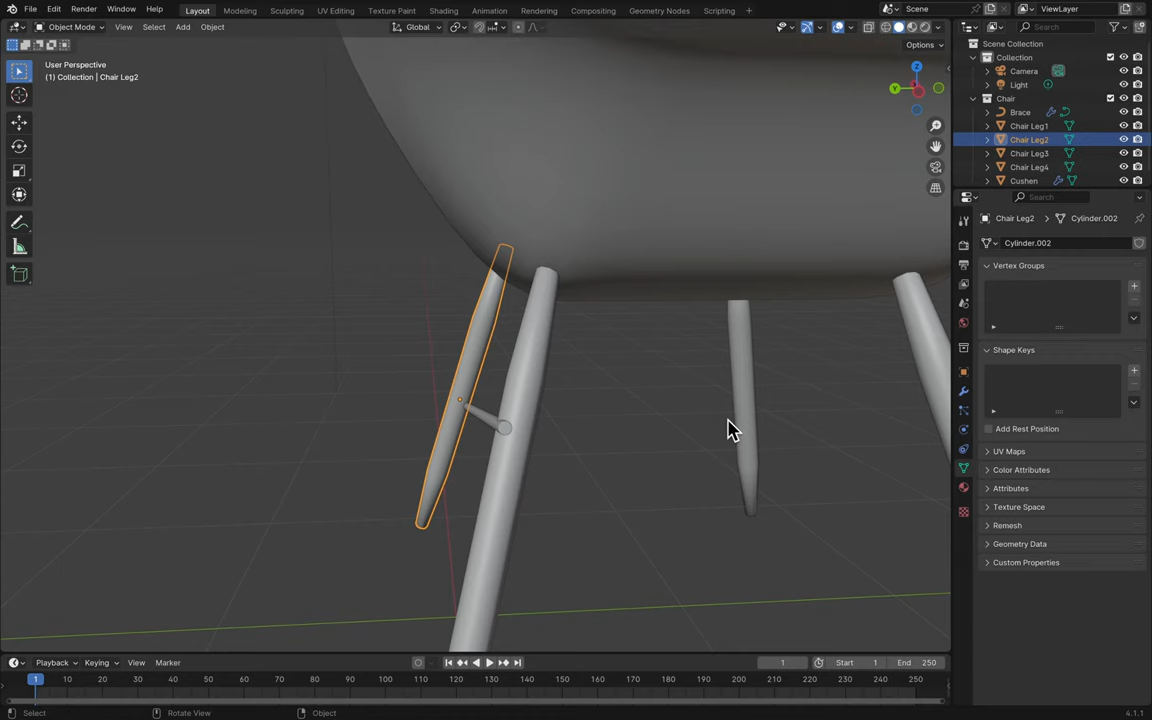 File Edit Render Window Help Layout Modeling Sculpting UV Editing Texture Paint Shading Animation Rendering Compositing Geometry Nodes Scripting + Scene ViewLayer
Object Mode View Select Add Object Global Search
Options
User Perspective
(1) Collection | Chair Leg2
Z
Y
Scene Collection
Collection
Camera
Light
Chair
Brace
Chair Leg1
Chair Leg2
Chair Leg3
Chair Leg4
Cushen
Search
Chair Leg2 > Cylinder.002
Cylinder.002
Vertex Groups
Shape Keys
Add Rest Position
UV Maps
Color Attributes
Attributes
Texture Space
Remesh
Geometry Data
Custom Properties
Playback Keying View Marker 1 Start 1 End 250
1 10 20 30 40 50 60 70 80 90 100 110 120 130 140 150 160 170 180 190 200 210 220 230 240 250
Select Rotate View Object 4.1.1